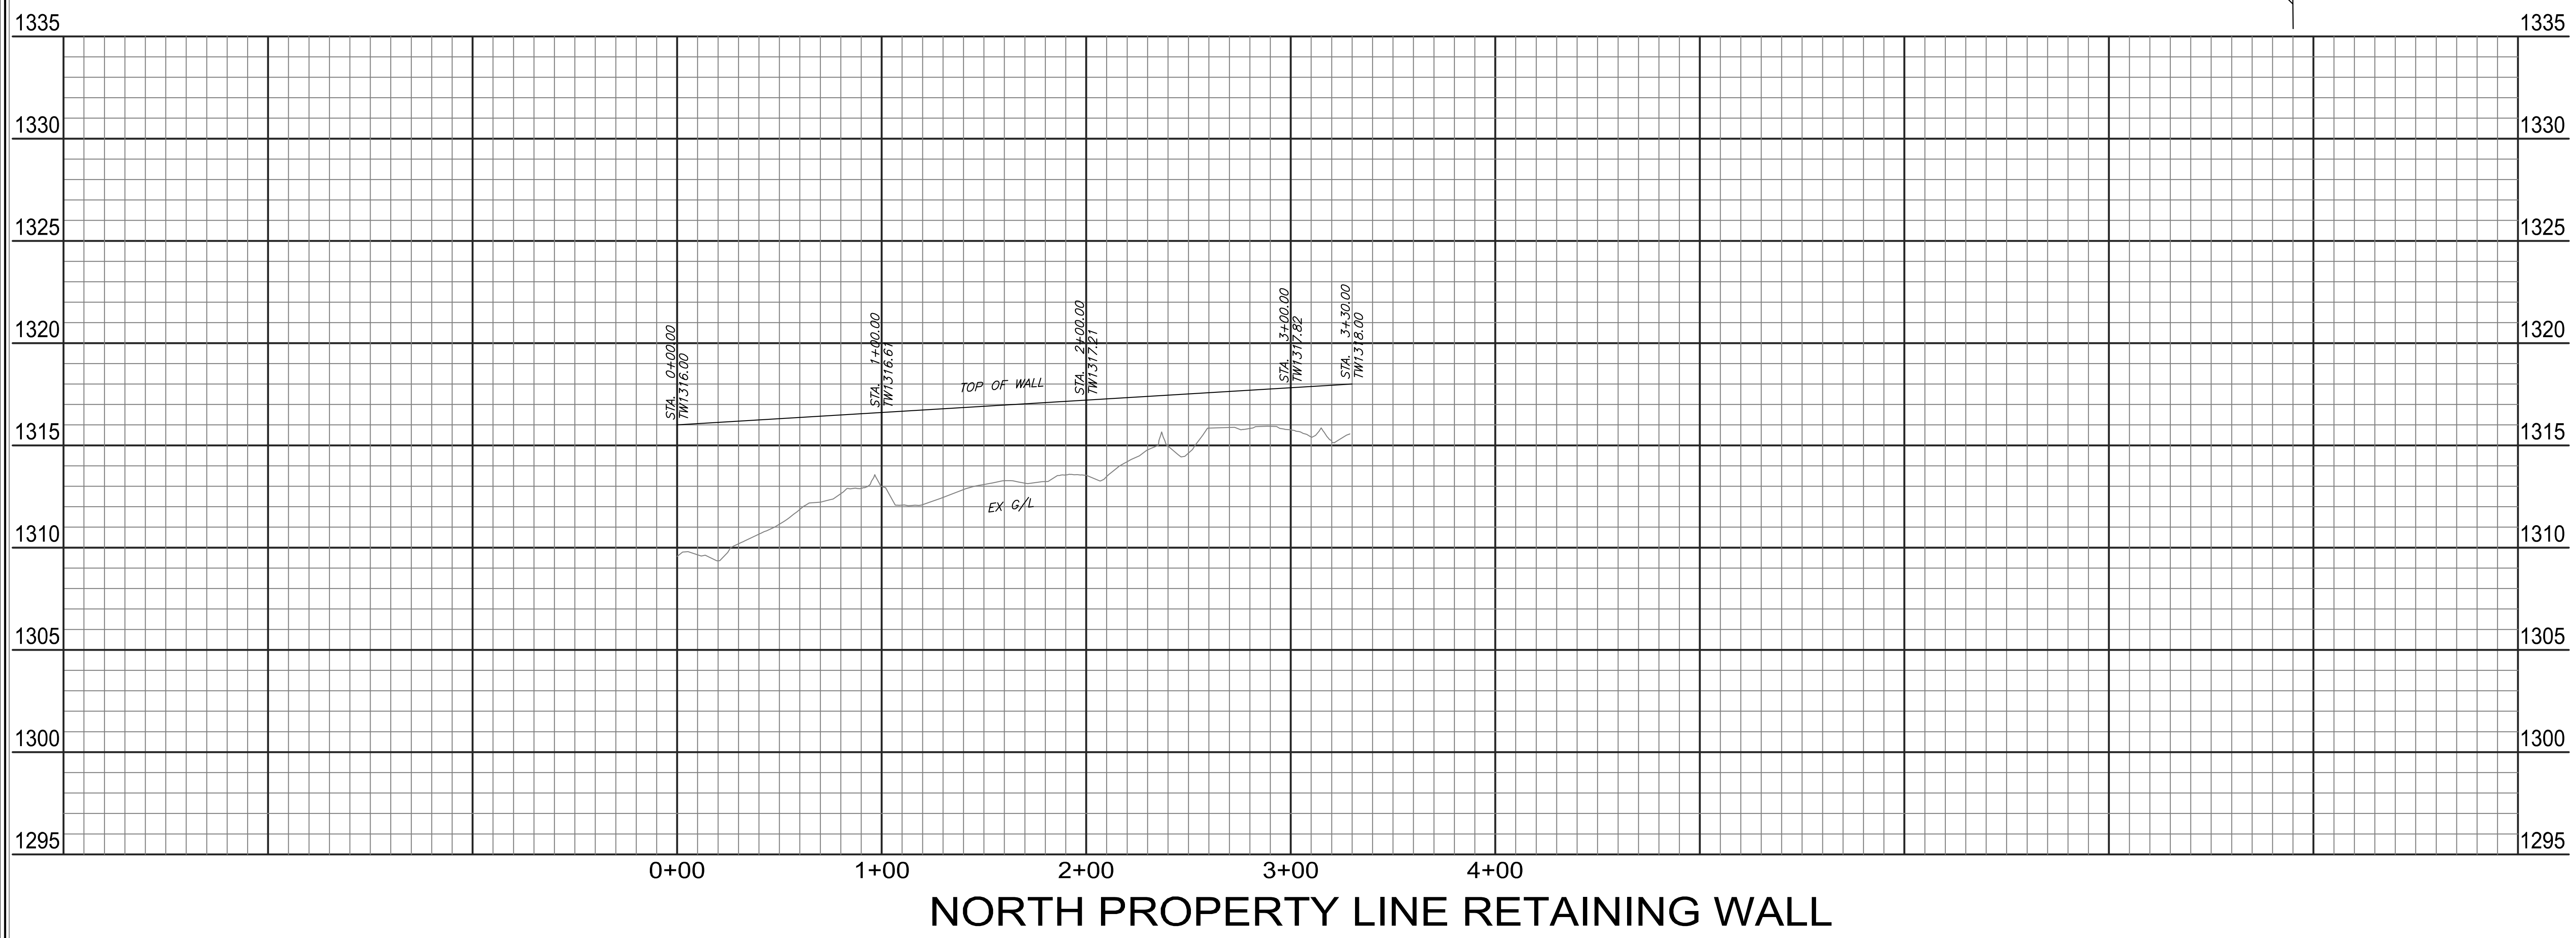 1335 1335
1330 1330
1325 1325
1320 1320
1315 1315
1310 1310
1305 1305
1300 1300
1295 1295
STA. 0+00.00
TW1316.00
STA. 1+00.00
TW1316.61
TOP OF WALL
STA. 2+00.00
TW1317.21
STA. 3+00.00
TW1317.82
STA. 3+30.00
TW1318.00
EX G/L
0+00 1+00 2+00 3+00 4+00
NORTH PROPERTY LINE RETAINING WALL